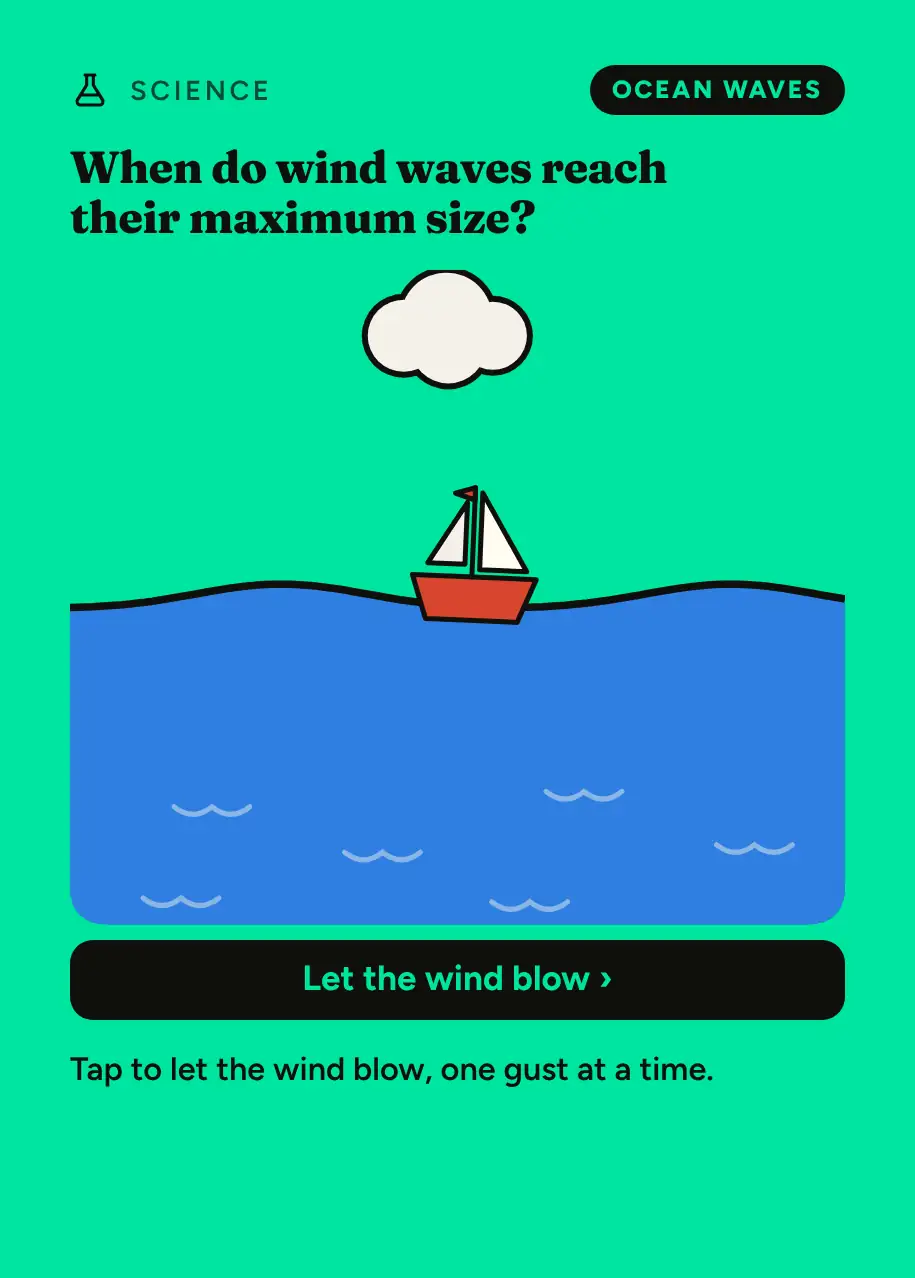 SCIENCE
OCEAN WAVES
When do wind waves reach
their maximum size?
Let the wind blow ›
Tap to let the wind blow, one gust at a time.